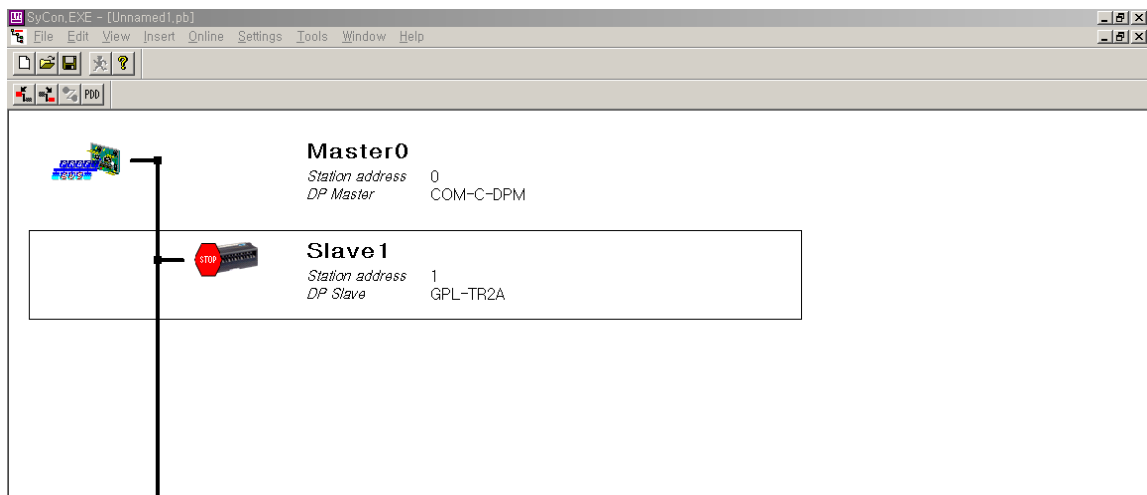 SyCon.EXE - [Unnamed1.pb]
File Edit View Insert Online Settings Tools Window Help
PDD
Master0
Station address 0
DP Master COM-C-DPM
STOP
Slave1
Station address 1
DP Slave GPL-TR2A